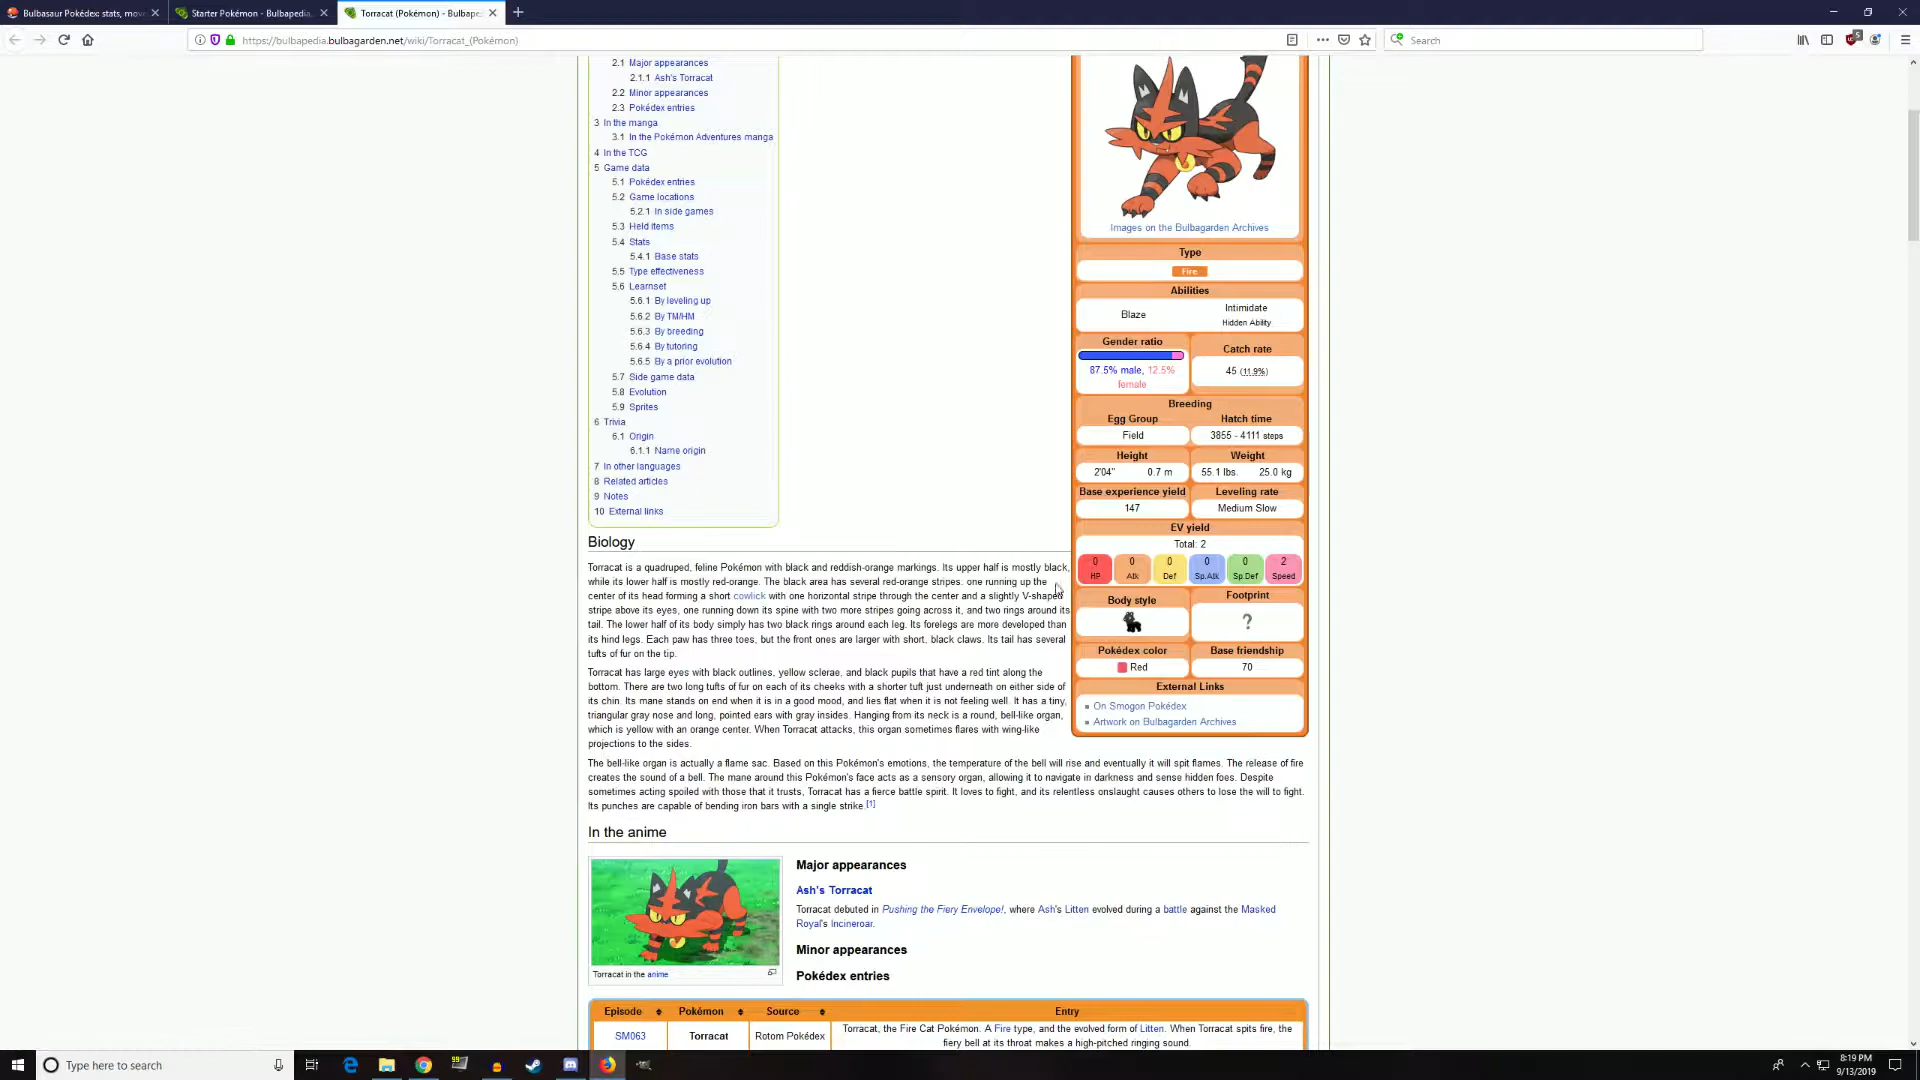 Bulbasaur Pokédex: stats, mov
Starter Pokémon - Bulbapedia,
Torracat (Pokémon) - Bulbape
https://bulbapedia.bulbagarden.net/wiki/Torracat_(Pokémon)
Search
5
2.1 Major appearances
2.1.1 Ash's Torracat
2.2 Minor appearances
2.3 Pokédex entries
3 In the manga
3.1 In the Pokémon Adventures manga
4 In the TCG
5 Game data
5.1 Pokédex entries
5.2 Game locations
5.2.1 In side games
5.3 Held items
5.4 Stats
5.4.1 Base stats
5.5 Type effectiveness
5.6 Learnset
5.6.1 By leveling up
5.6.2 By TM/HM
5.6.3 By breeding
5.6.4 By tutoring
5.6.5 By a prior evolution
5.7 Side game data
5.8 Evolution
5.9 Sprites
6 Trivia
6.1 Origin
6.1.1 Name origin
7 In other languages
8 Related articles
9 Notes
10 External links
Images on the Bulbagarden Archives
Type
Fire
Abilities
Blaze
Intimidate
Hidden Ability
Gender ratio
87.5% male, 12.5%
female
Catch rate
45 (11.9%)
Breeding
Egg Group
Field
Hatch time
3855 - 4111 steps
Height
2'04" 0.7 m
Weight
55.1 lbs. 25.0 kg
Base experience yield
147
Leveling rate
Medium Slow
EV yield
Total: 2
0 0 0 0 0 2
HP Atk Def Sp.Atk Sp.Def Speed
Body style
Footprint
?
Pokédex color
Red
Base friendship
70
External Links
On Smogon Pokédex
Artwork on Bulbagarden Archives
Biology
Torracat is a quadruped, feline Pokémon with black and reddish-orange markings. Its upper half is mostly black,
while its lower half is mostly red-orange. The black area has several red-orange stripes: one running up the
center of its head forming a short cowlick with one horizontal stripe through the center and a slightly V-shaped
stripe above its eyes, one running down its spine with two more stripes going across it, and two rings around its
tail. The lower half of its body simply has two black rings around each leg. Its forelegs are more developed than
its hind legs. Each paw has three toes, but the front ones are larger with short, black claws. Its tail has several
tufts of fur on the tip.
Torracat has large eyes with black outlines, yellow sclerae, and black pupils that have a red tint along the
bottom. There are two long tufts of fur on each of its cheeks with a shorter tuft just underneath on either side of
its chin. Its mane stands on end when it is in a good mood, and lies flat when it is not feeling well. It has a tiny,
triangular gray nose and long, pointed ears with gray insides. Hanging from its neck is a round, bell-like organ,
which is yellow with an orange center. When Torracat attacks, this organ sometimes flares with wing-like
projections to the sides.
The bell-like organ is actually a flame sac. Based on this Pokémon's emotions, the temperature of the bell will rise and eventually it will spit flames. The release of fire
creates the sound of a bell. The mane around this Pokémon's face acts as a sensory organ, allowing it to navigate in darkness and sense hidden foes. Despite
sometimes acting spoiled with those that it trusts, Torracat has a fierce battle spirit. It loves to fight, and its relentless onslaught causes others to lose the will to fight.
Its punches are capable of bending iron bars with a single strike.[1]
In the anime
Torracat in the anime
Major appearances
Ash's Torracat
Torracat debuted in Pushing the Fiery Envelope!, where Ash's Litten evolved during a battle against the Masked
Royal's Incineroar.
Minor appearances
Pokédex entries
Episode Pokémon Source Entry
SM063 Torracat Rotom Pokédex
Torracat, the Fire Cat Pokémon. A Fire type, and the evolved form of Litten. When Torracat spits fire, the
fiery bell at its throat makes a high-pitched ringing sound.
Type here to search
8:19 PM
9/13/2019